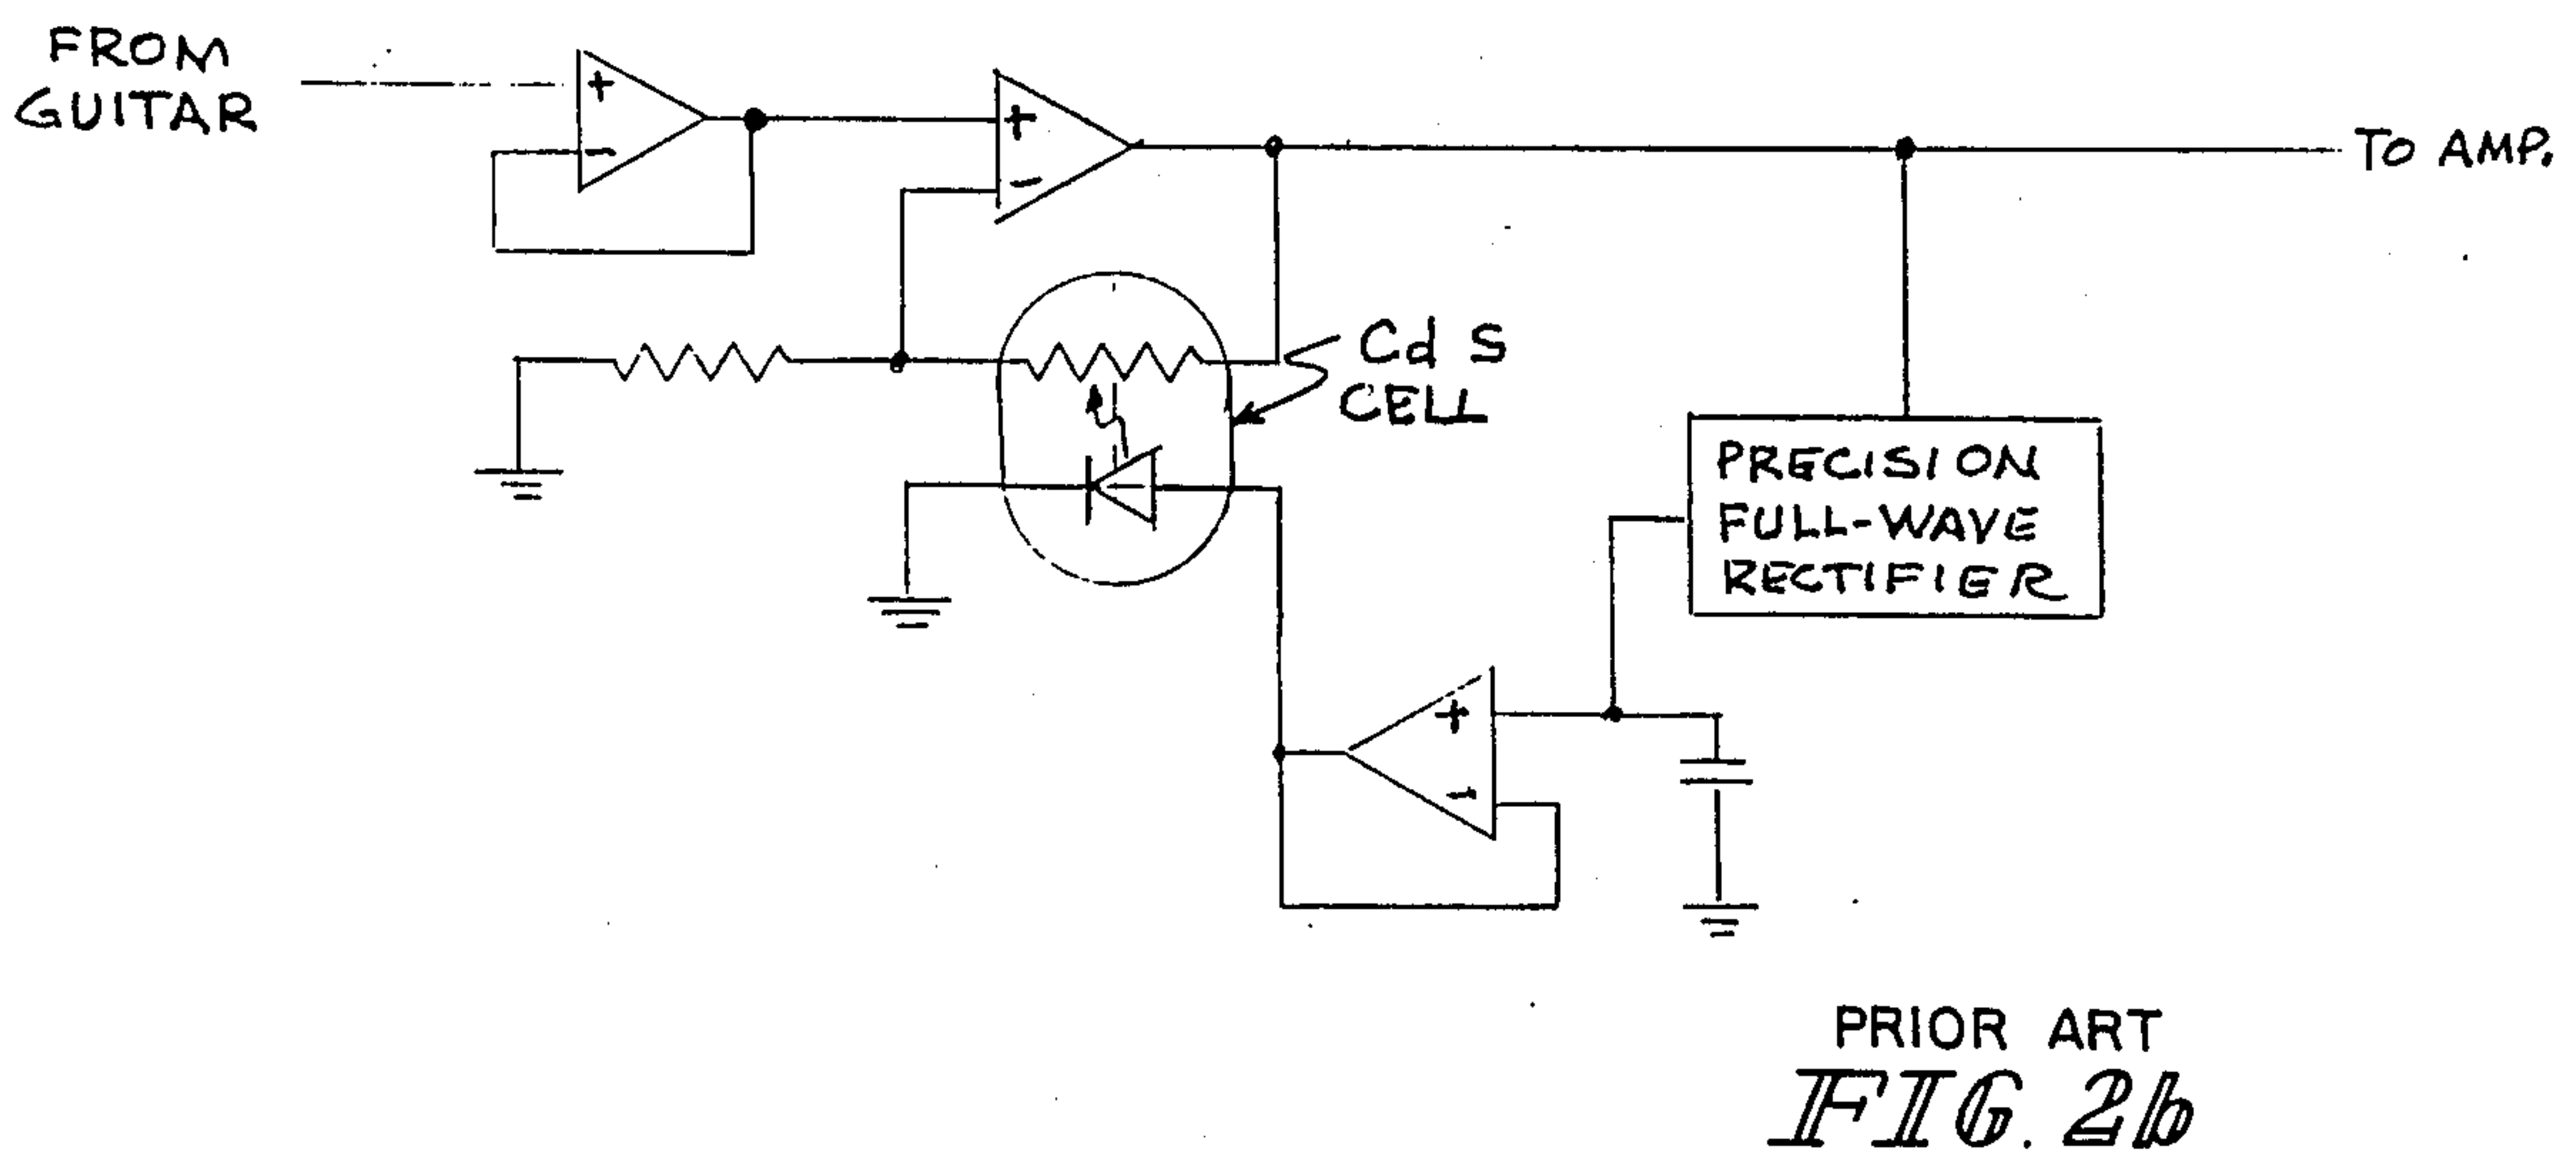 FROM
GUITAR
+
−
+
−
TO AMP.
Cd S
CELL
PRECISION
FULL-WAVE
RECTIFIER
+
−
PRIOR ART
FIG. 2b